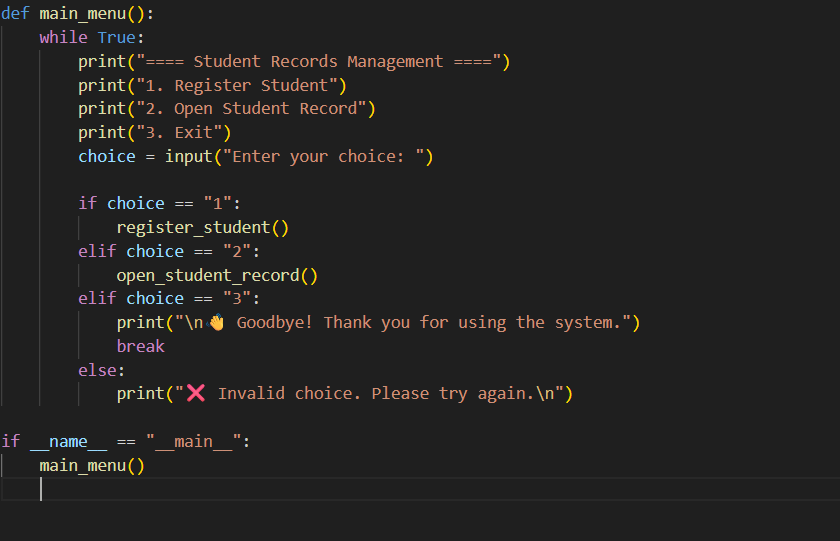 def main_menu():
    while True:
        print("==== Student Records Management ====")
        print("1. Register Student")
        print("2. Open Student Record")
        print("3. Exit")
        choice = input("Enter your choice: ")

        if choice == "1":
            register_student()
        elif choice == "2":
            open_student_record()
        elif choice == "3":
            print("\n👋 Goodbye! Thank you for using the system.")
            break
        else:
            print("❌ Invalid choice. Please try again.\n")

if __name__ == "__main__":
    main_menu()